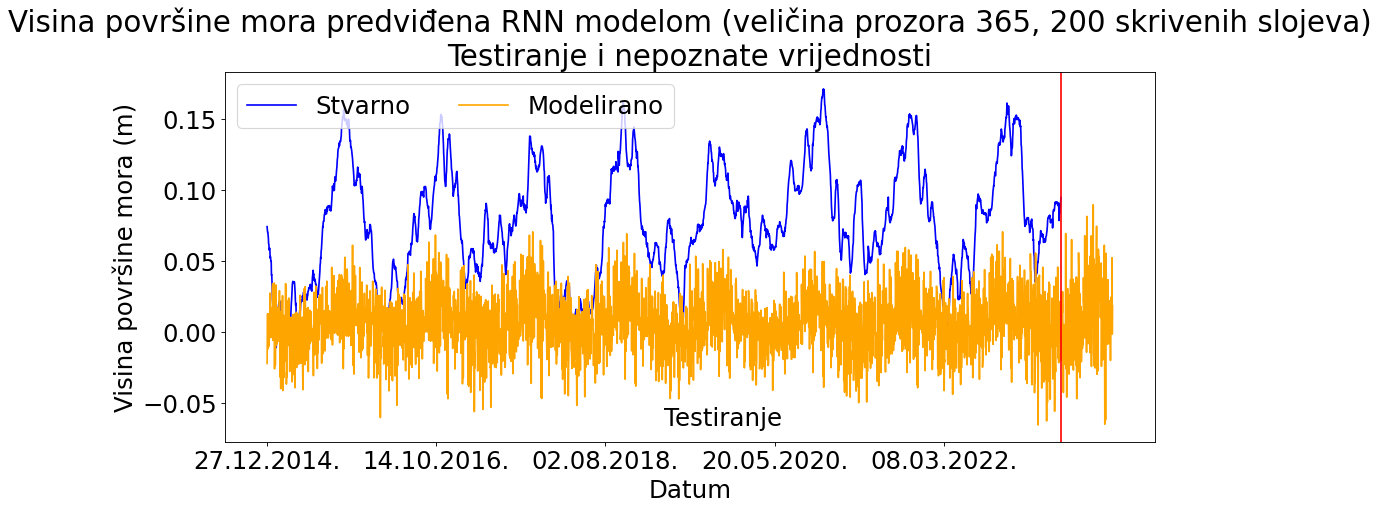 Visina površine mora predviđena RNN modelom (veličina prozora 365, 200 skrivenih slojeva)
Testiranje i nepoznate vrijednosti
Stvarno
Modelirano
Visina površine mora (m)
0.15
0.10
0.05
0.00
−0.05
Testiranje
27.12.2014.
14.10.2016.
02.08.2018.
20.05.2020.
08.03.2022.
Datum